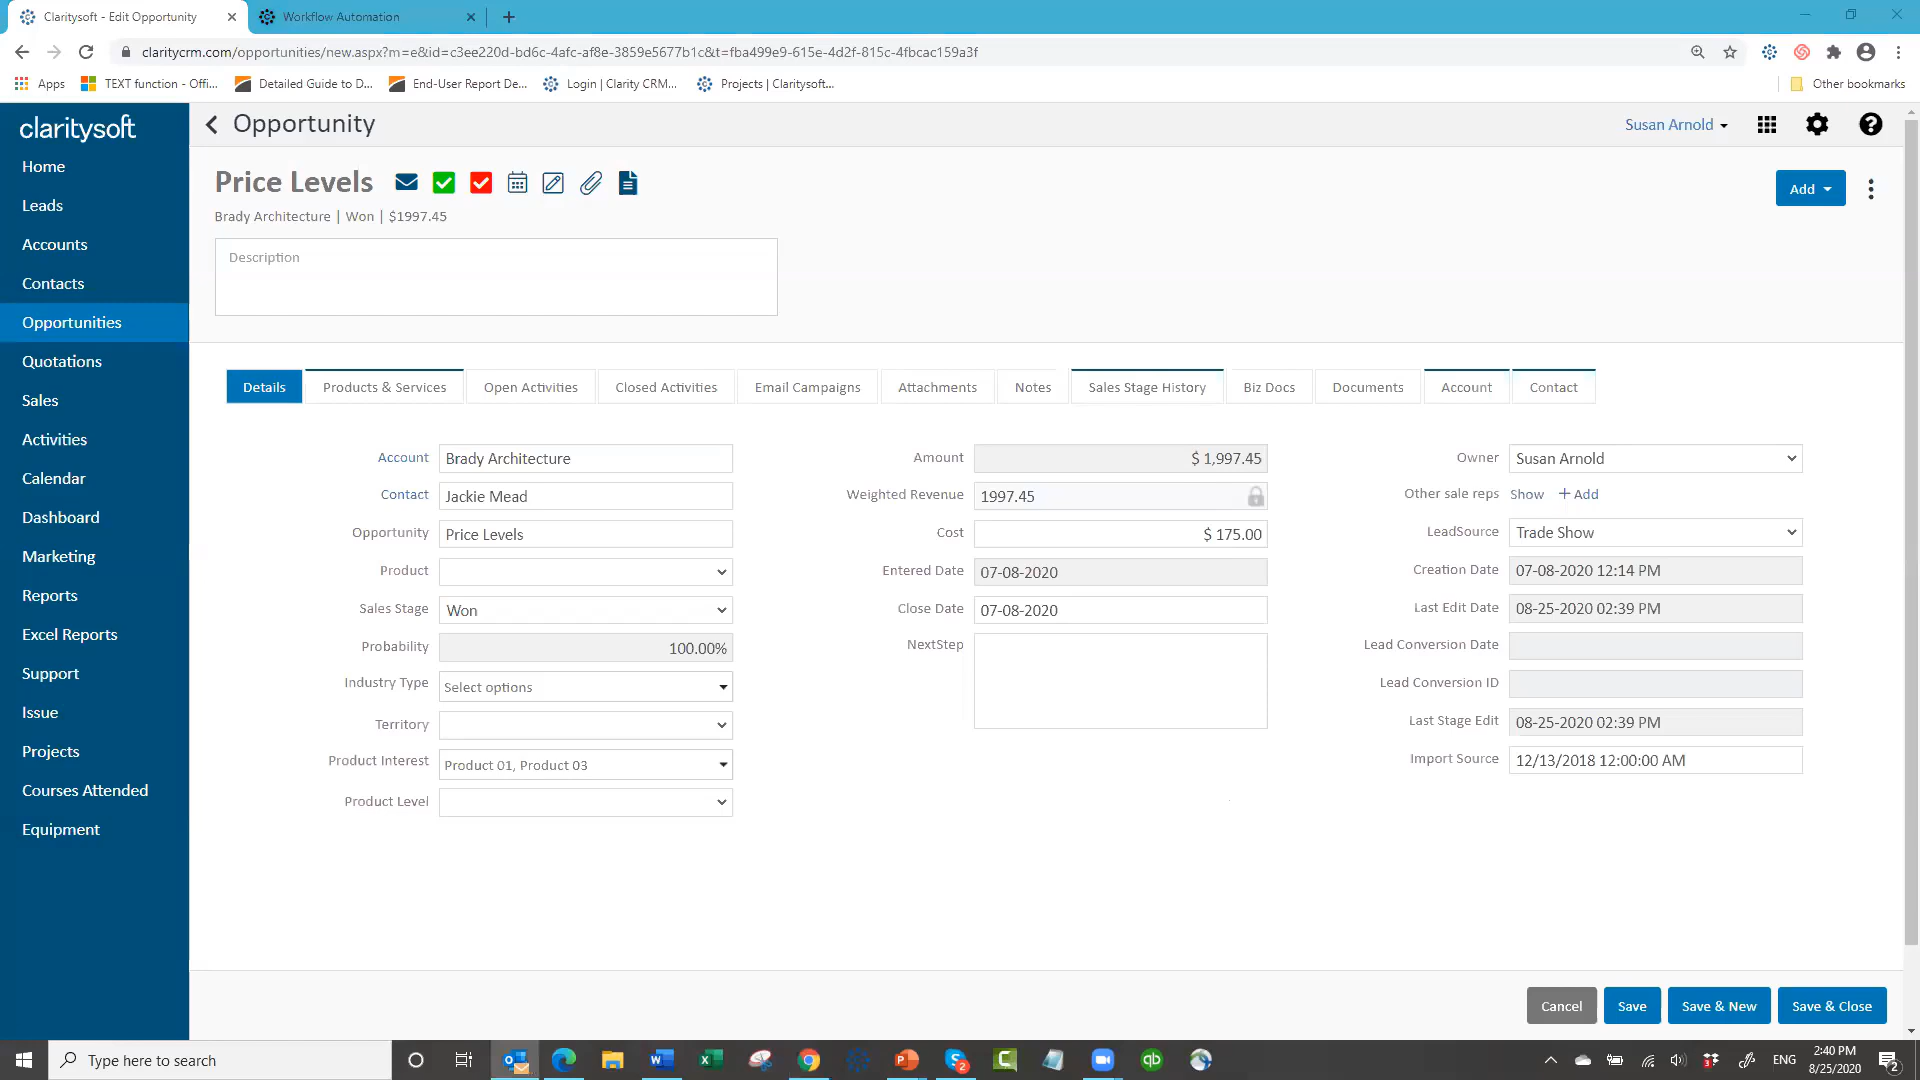 Claritysoft - Edit Opportunity
Workflow Automation
claritycrm.com/opportunities/new.aspx?m=e&id=c3ee220d-bd6c-4afc-af8e-3859e5677b1c&t=fba499e9-615e-4d2f-815c-4fbcac159a3f
Apps TEXT function - Offi... Detailed Guide to D... End-User Report De... Login | Clarity CRM... Projects | Claritysoft... Other bookmarks
claritysoft
Home
Leads
Accounts
Contacts
Opportunities
Quotations
Sales
Activities
Calendar
Dashboard
Marketing
Reports
Excel Reports
Support
Issue
Projects
Courses Attended
Equipment
Opportunity
Susan Arnold
Price Levels
Add
Brady Architecture | Won | $1997.45
Description
Details Products & Services Open Activities Closed Activities Email Campaigns Attachments Notes Sales Stage History Biz Docs Documents Account Contact
Account Brady Architecture
Contact Jackie Mead
Opportunity Price Levels
Product
Sales Stage Won
Probability 100.00%
Industry Type Select options
Territory
Product Interest Product 01, Product 03
Product Level
Amount $ 1,997.45
Weighted Revenue 1997.45
Cost $ 175.00
Entered Date 07-08-2020
Close Date 07-08-2020
NextStep
Owner Susan Arnold
Other sale reps Show + Add
LeadSource Trade Show
Creation Date 07-08-2020 12:14 PM
Last Edit Date 08-25-2020 02:39 PM
Lead Conversion Date
Lead Conversion ID
Last Stage Edit 08-25-2020 02:39 PM
Import Source 12/13/2018 12:00:00 AM
Cancel Save Save & New Save & Close
Type here to search
ENG
2:40 PM
8/25/2020
2